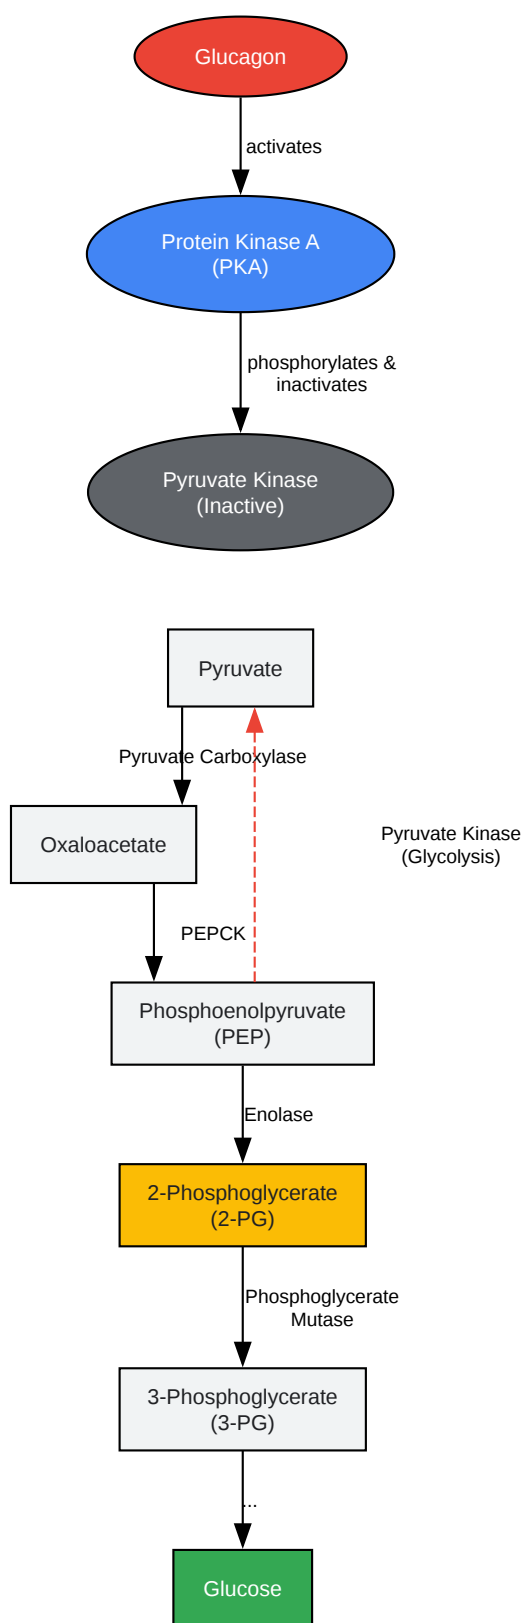 Glucagon
activates
Protein Kinase A
(PKA)
phosphorylates &
inactivates
Pyruvate Kinase
(Inactive)
Pyruvate
Pyruvate Carboxylase
Oxaloacetate
Pyruvate Kinase
(Glycolysis)
PEPCK
Phosphoenolpyruvate
(PEP)
Enolase
2-Phosphoglycerate
(2-PG)
Phosphoglycerate
Mutase
3-Phosphoglycerate
(3-PG)
...
Glucose